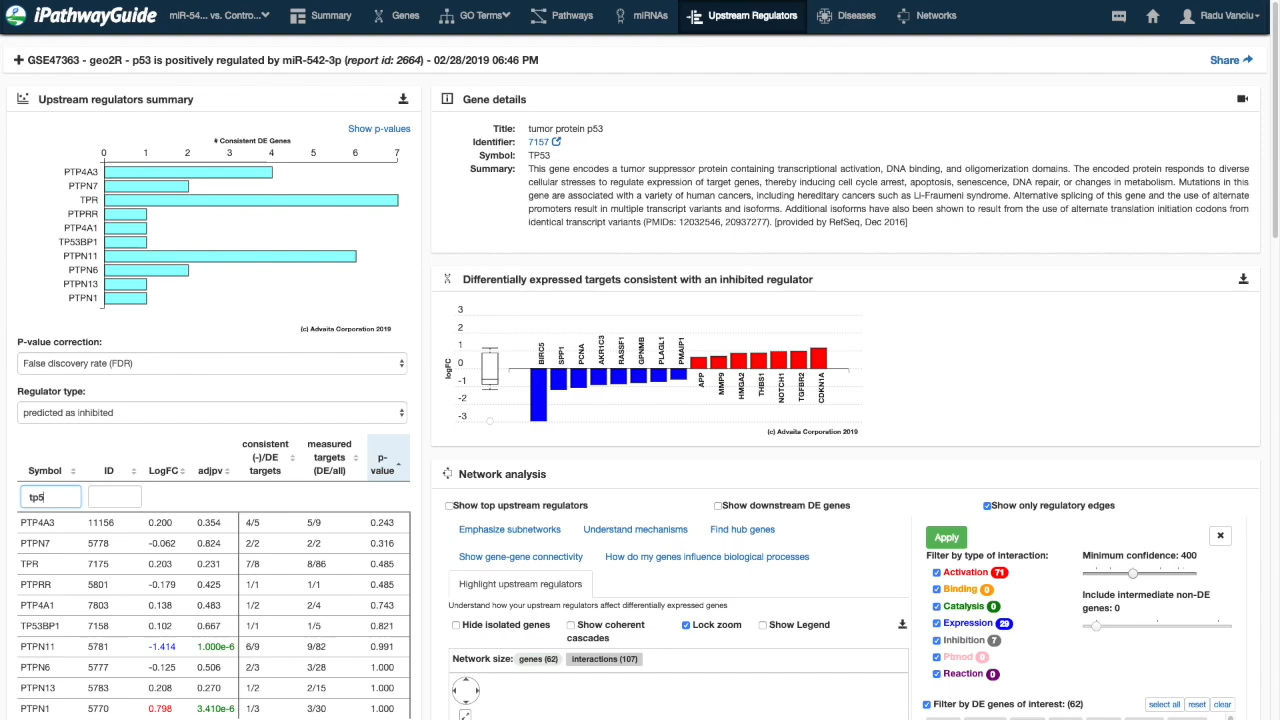 iPathwayGuide miR-54... vs. Contro... Summary Genes GO Terms Pathways miRNAs Upstream Regulators Diseases Networks Radu Vanciu
GSE47363 - geo2R - p53 is positively regulated by miR-542-3p (report id: 2664) - 02/28/2019 06:46 PM Share
Upstream regulators summary
Show p-values
# Consistent DE Genes
0 1 2 3 4 5 6 7
PTP4A3
PTPN7
TPR
PTPRR
PTP4A1
TP53BP1
PTPN11
PTPN6
PTPN13
PTPN1
(c) Advaita Corporation 2019
P-value correction:
False discovery rate (FDR)
Regulator type:
predicted as inhibited
Symbol ID LogFC adjpv consistent (-)/DE targets measured targets (DE/all) p-value
tp5
PTP4A3 11156 0.200 0.354 4/5 5/9 0.243
PTPN7 5778 -0.062 0.824 2/2 2/2 0.316
TPR 7175 0.203 0.231 7/8 8/86 0.485
PTPRR 5801 -0.179 0.425 1/1 1/1 0.485
PTP4A1 7803 0.138 0.483 1/2 2/4 0.743
TP53BP1 7158 0.102 0.667 1/1 1/5 0.821
PTPN11 5781 -1.414 1.000e-6 6/9 9/82 0.991
PTPN6 5777 -0.125 0.506 2/3 3/28 1.000
PTPN13 5783 0.208 0.270 1/2 2/15 1.000
PTPN1 5770 0.798 3.410e-6 1/3 3/30 1.000
Gene details
Title: tumor protein p53
Identifier: 7157
Symbol: TP53
Summary: This gene encodes a tumor suppressor protein containing transcriptional activation, DNA binding, and oligomerization domains. The encoded protein responds to diverse
cellular stresses to regulate expression of target genes, thereby inducing cell cycle arrest, apoptosis, senescence, DNA repair, or changes in metabolism. Mutations in this
gene are associated with a variety of human cancers, including hereditary cancers such as Li-Fraumeni syndrome. Alternative splicing of this gene and the use of alternate
promoters result in multiple transcript variants and isoforms. Additional isoforms have also been shown to result from the use of alternate translation initiation codons from
identical transcript variants (PMIDs: 12032546, 20937277). [provided by RefSeq, Dec 2016]
Differentially expressed targets consistent with an inhibited regulator
logFC
3
2
1
0
-1
-2
-3
BIRC5 SPP1 PCNA AKR1C3 RASSF1 GPNMB PLAGL1 PMAIP1
APP MMP9 HMGA2 THBS1 NOTCH1 TGFBR2 CDKN1A
(c) Advaita Corporation 2019
Network analysis
Show top upstream regulators Show downstream DE genes Show only regulatory edges
Emphasize subnetworks Understand mechanisms Find hub genes
Show gene-gene connectivity How do my genes influence biological processes
Highlight upstream regulators
Understand how your upstream regulators affect differentially expressed genes
Hide isolated genes Show coherent cascades Lock zoom Show Legend
Network size: genes (62) interactions (107)
Apply
Filter by type of interaction:
Activation 71
Binding 0
Catalysis 0
Expression 29
Inhibition 7
Ptmod 0
Reaction 0
Minimum confidence: 400
Include intermediate non-DE
genes: 0
Filter by DE genes of interest: (62) select all reset clear